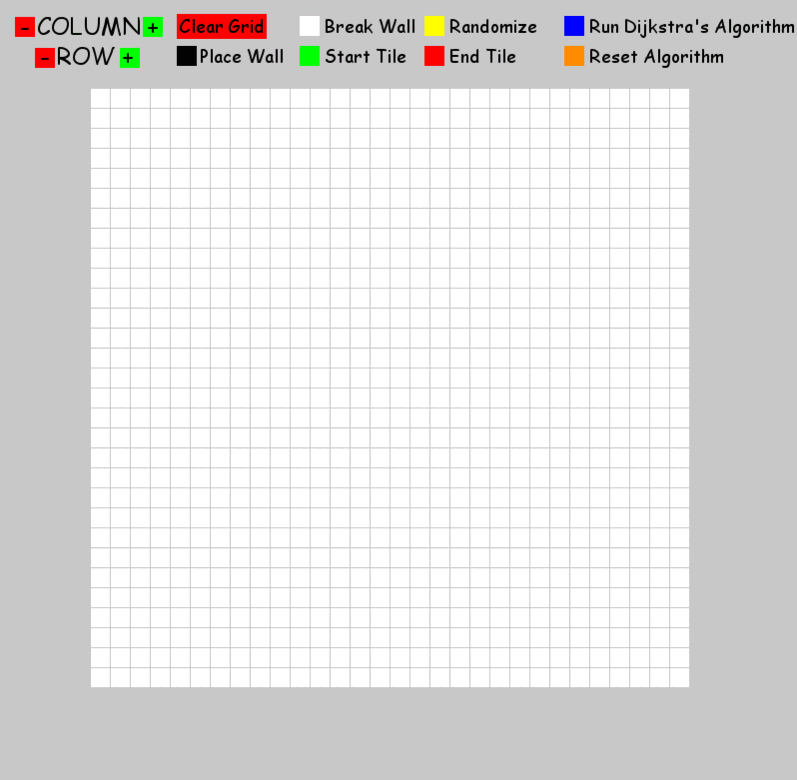 - COLUMN + Clear Grid Break Wall Randomize Run Dijkstra's Algorithm
- ROW + Place Wall Start Tile End Tile Reset Algorithm